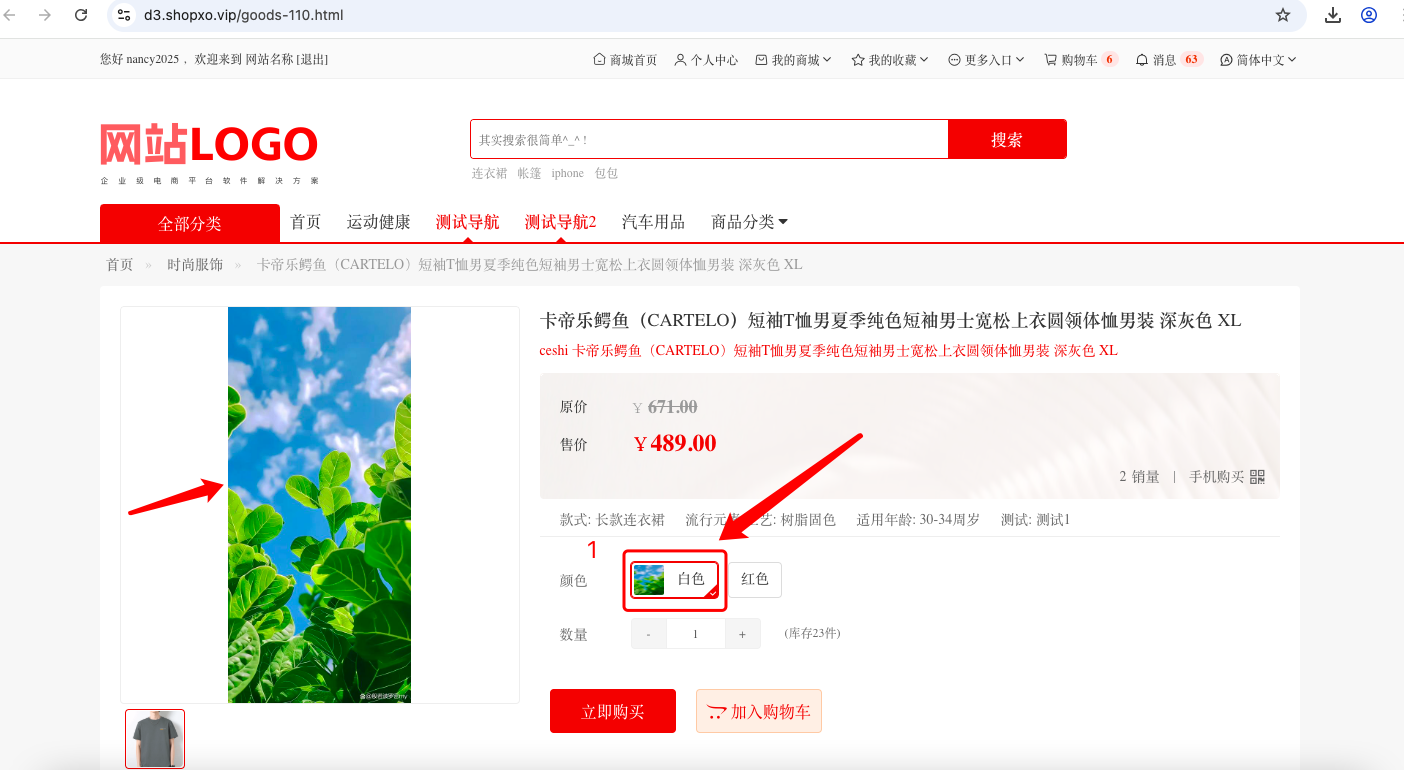 d3.shopxo.vip/goods-110.html
您好 nancy2025 ，欢迎来到 网站名称 [退出]
商城首页 个人中心 我的商城 我的收藏 更多入口 购物车 6 消息 63 简体中文
网站LOGO
企业级电商平台软件解决方案
其实搜索很简单^_^ !
搜索
连衣裙 帐篷 iphone 包包
全部分类 首页 运动健康 测试导航 测试导航2 汽车用品 商品分类
首页 » 时尚服饰 » 卡帝乐鳄鱼（CARTELO）短袖T恤男夏季纯色短袖男士宽松上衣圆领体恤男装 深灰色 XL
卡帝乐鳄鱼（CARTELO）短袖T恤男夏季纯色短袖男士宽松上衣圆领体恤男装 深灰色 XL
ceshi 卡帝乐鳄鱼（CARTELO）短袖T恤男夏季纯色短袖男士宽松上衣圆领体恤男装 深灰色 XL
原价 ￥671.00
售价 ￥489.00
2 销量 | 手机购买
款式: 长款连衣裙 流行元 艺: 树脂固色 适用年龄: 30-34周岁 测试: 测试1
1
颜色 白色 红色
数量 - 1 + (库存23件)
立即购买 加入购物车